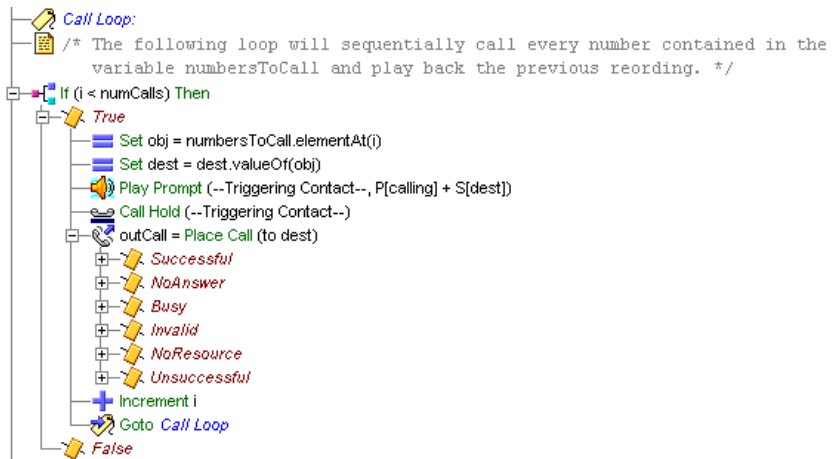 Call Loop:
/* The following loop will sequentially call every number contained in the
variable numbersToCall and play back the previous reording. */
If (i < numCalls) Then
True
Set obj = numbersToCall.elementAt(i)
Set dest = dest.valueOf(obj)
Play Prompt (--Triggering Contact--, P[calling] + S[dest])
Call Hold (--Triggering Contact--)
outCall = Place Call (to dest)
Successful
NoAnswer
Busy
Invalid
NoResource
Unsuccessful
Increment i
Goto Call Loop
False